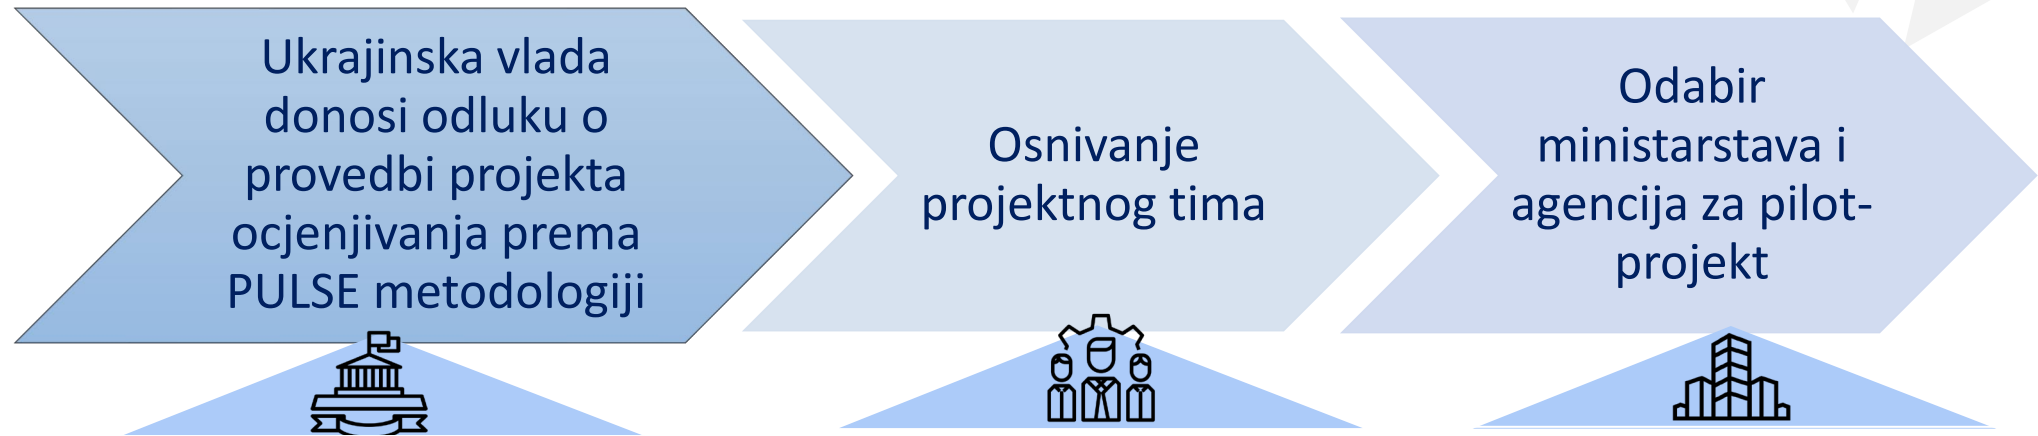 Ukrajinska vlada
donosi odluku o
provedbi projekta
ocjenjivanja prema
PULSE metodologiji
Osnivanje
projektnog tima
Odabir
ministarstava i
agencija za pilot-
projekt